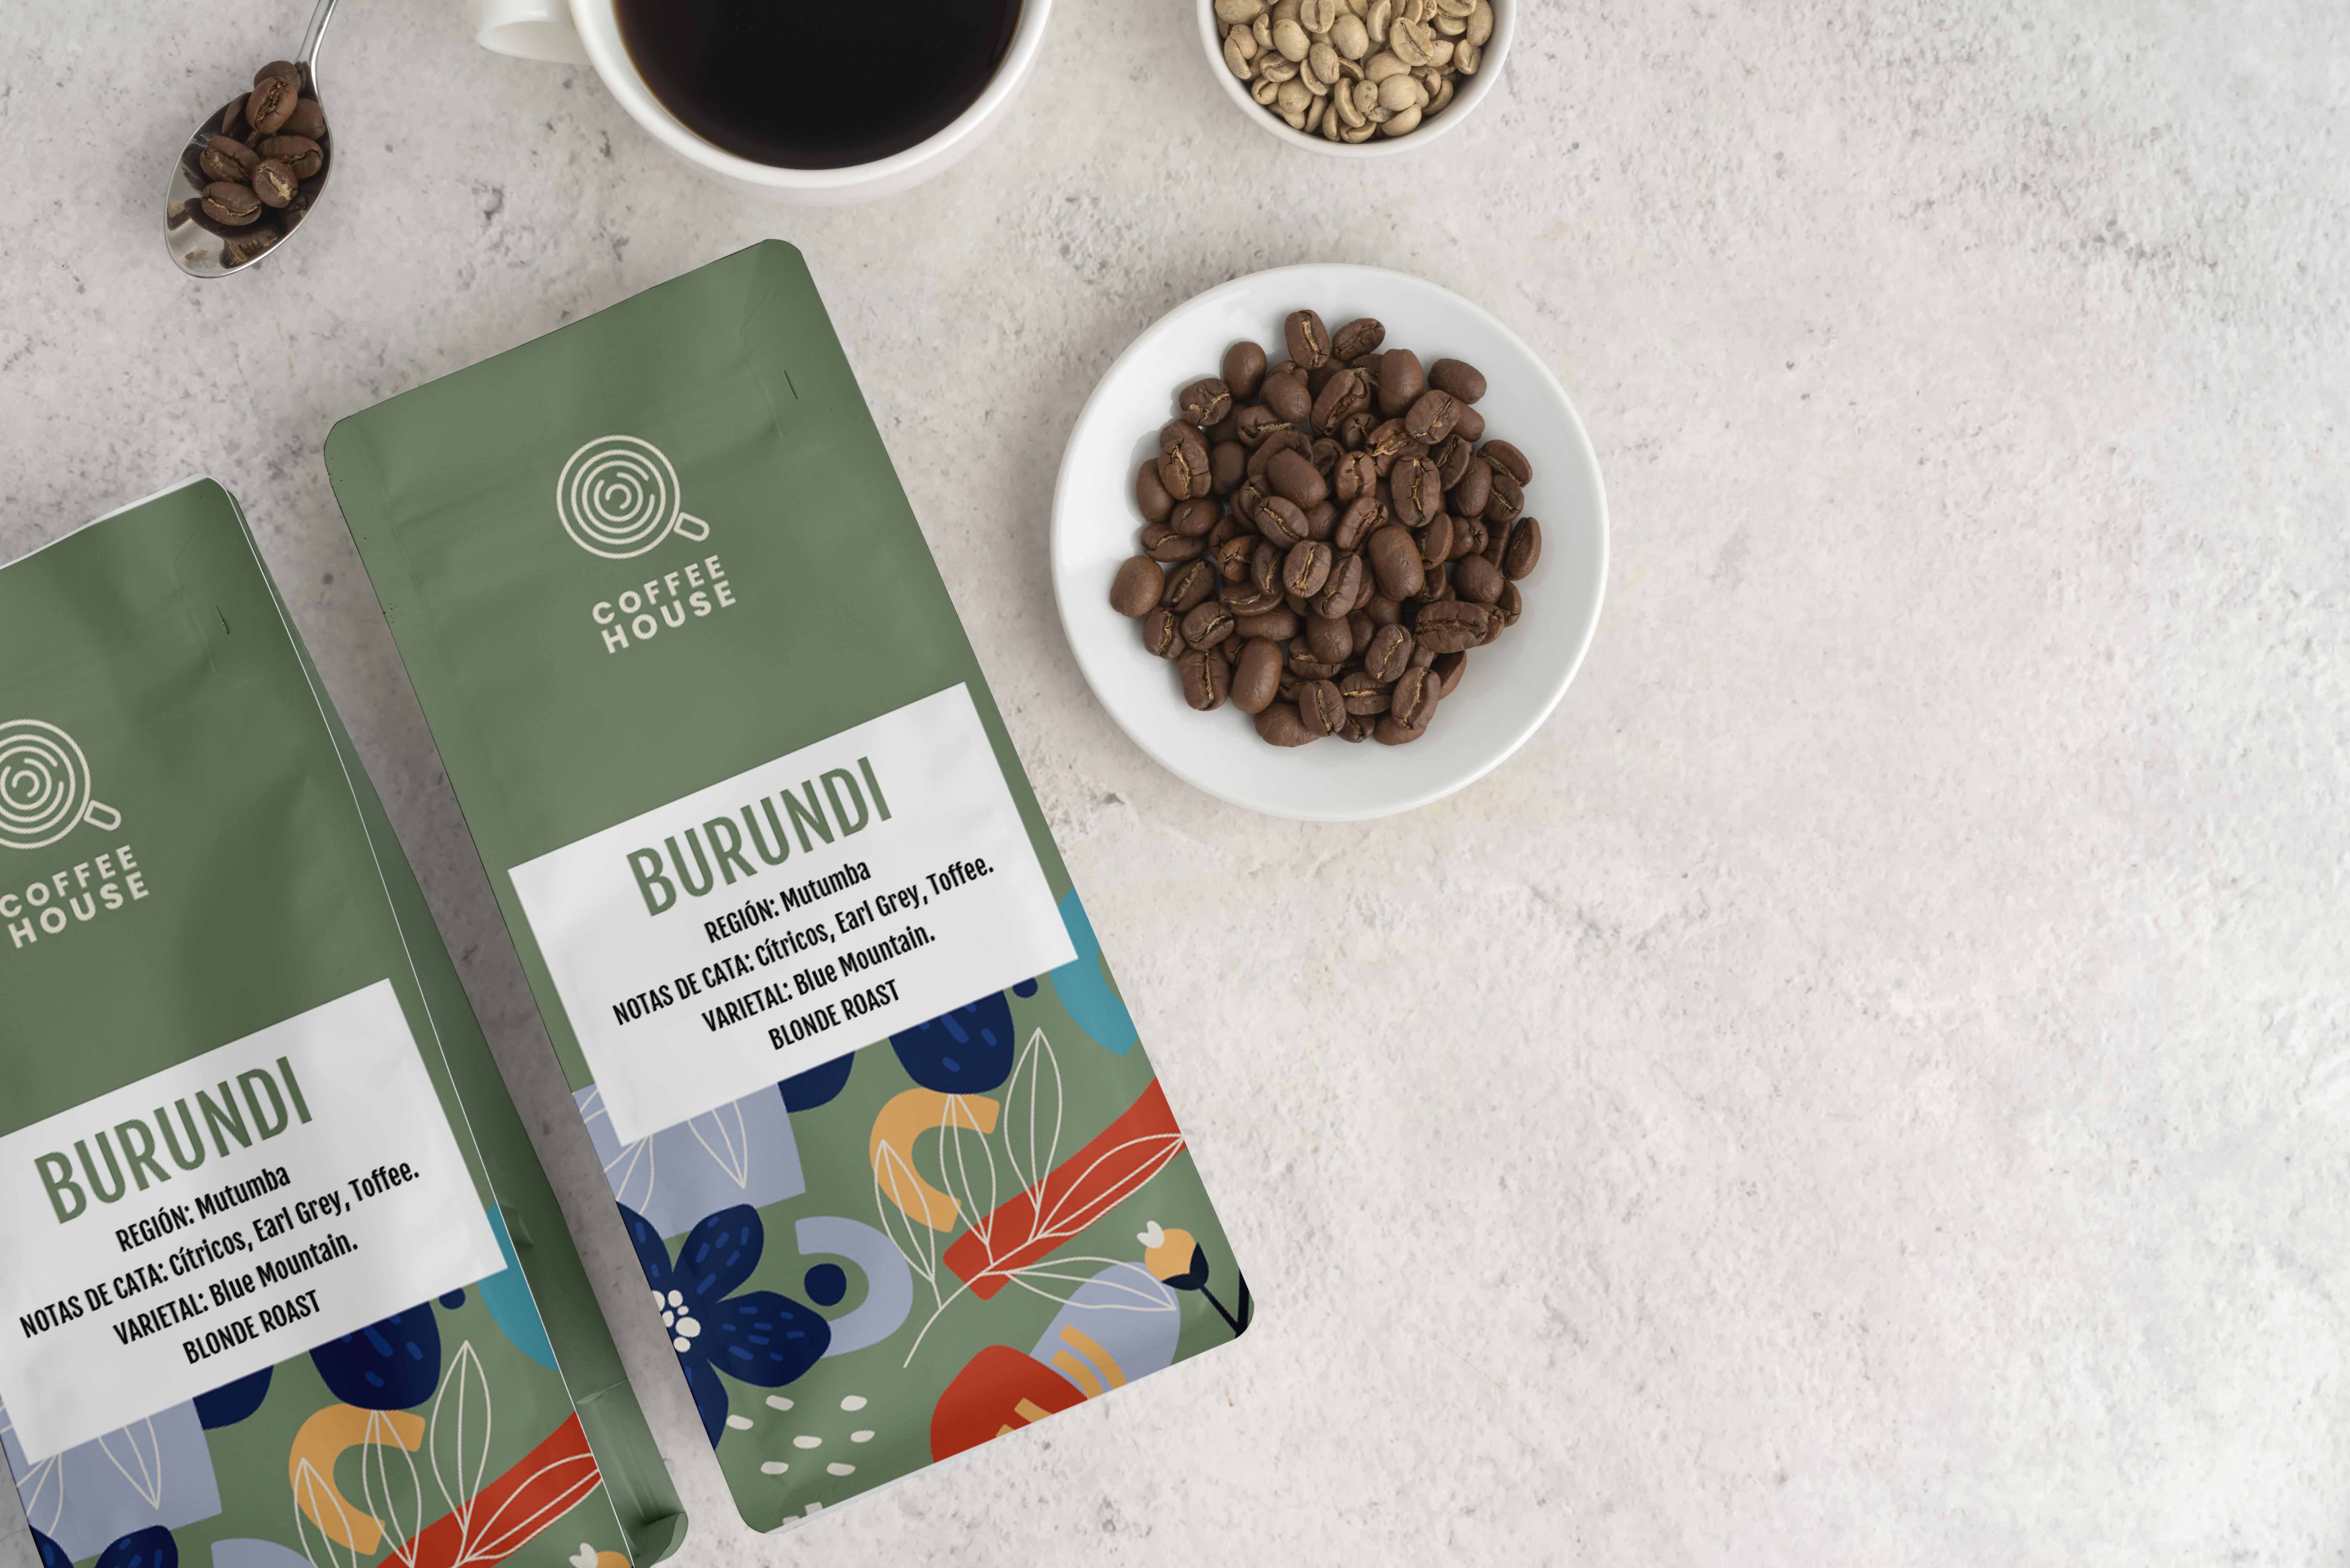 COFFEE
HOUSE
BURUNDI
REGIÓN: Mutumba
NOTAS DE CATA: Cítricos, Earl Grey, Toffee.
VARIETAL: Blue Mountain.
BLONDE ROAST
COFFEE
HOUSE
BURUNDI
REGIÓN: Mutumba
NOTAS DE CATA: Cítricos, Earl Grey, Toffee.
VARIETAL: Blue Mountain.
BLONDE ROAST